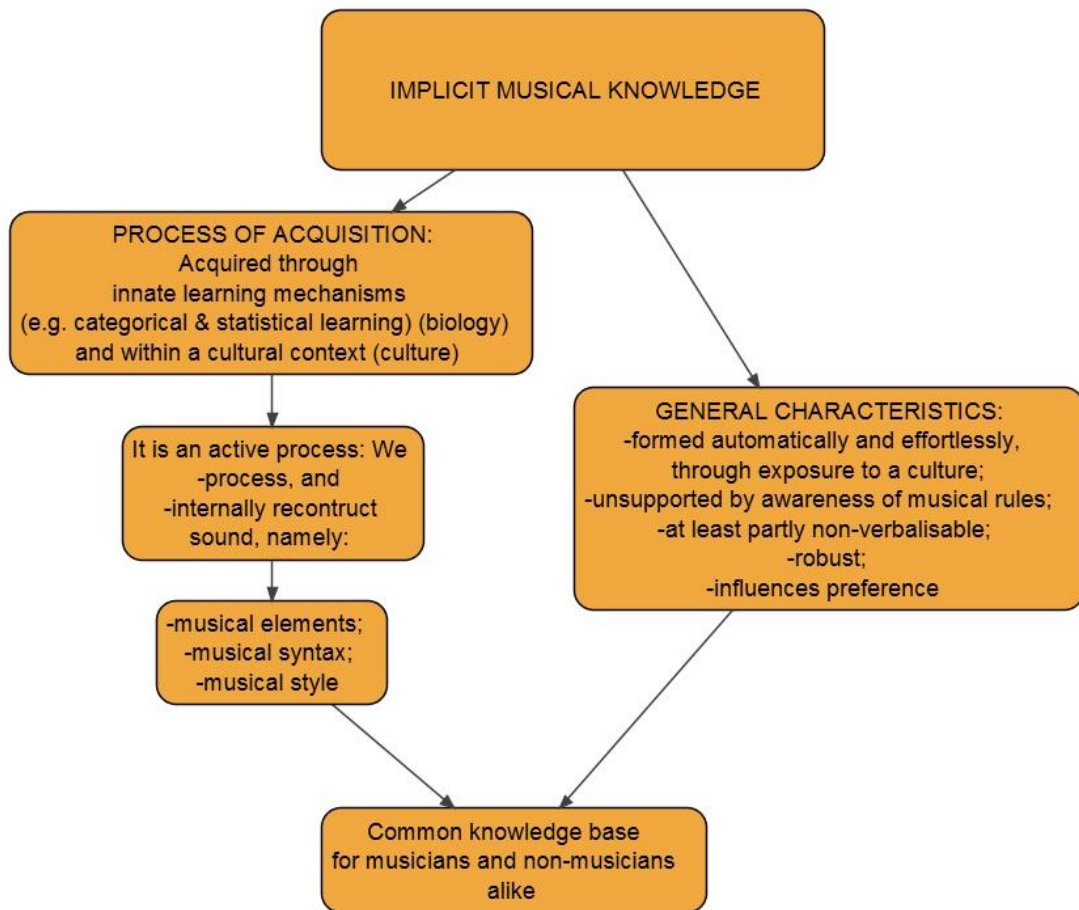 IMPLICIT MUSICAL KNOWLEDGE
PROCESS OF ACQUISITION:
Acquired through
innate learning mechanisms
(e.g. categorical & statistical learning) (biology)
and within a cultural context (culture)
It is an active process: We
-process, and
-internally recontruct
sound, namely:
-musical elements;
-musical syntax;
-musical style
GENERAL CHARACTERISTICS:
-formed automatically and effortlessly,
through exposure to a culture;
-unsupported by awareness of musical rules;
-at least partly non-verbalisable;
-robust;
-influences preference
Common knowledge base
for musicians and non-musicians
alike